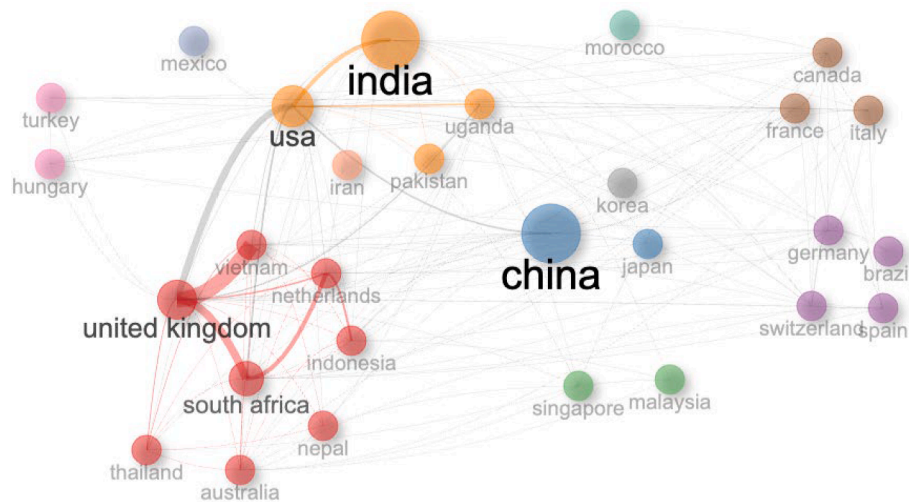 mexico
india
morocco
canada
turkey
usa
uganda
france
italy
hungary
iran
pakistan
korea
vietnam
netherlands
china
japan
germany
brazi
united kingdom
indonesia
switzerland
spain
south africa
singapore
malaysia
nepal
thailand
australia